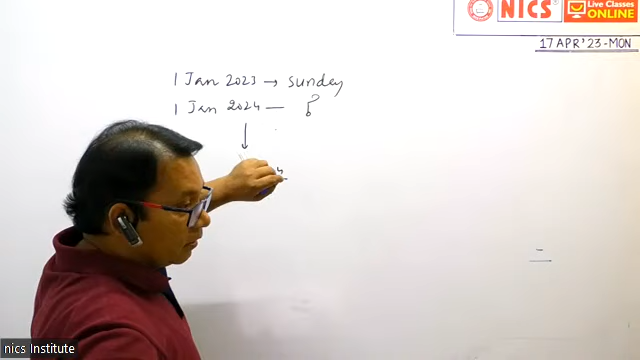 NICS Live Classes ONLINE
17 APR'23-MON
1 Jan 2023 → sunday
1 Jan 2024 — ?
nics Institute